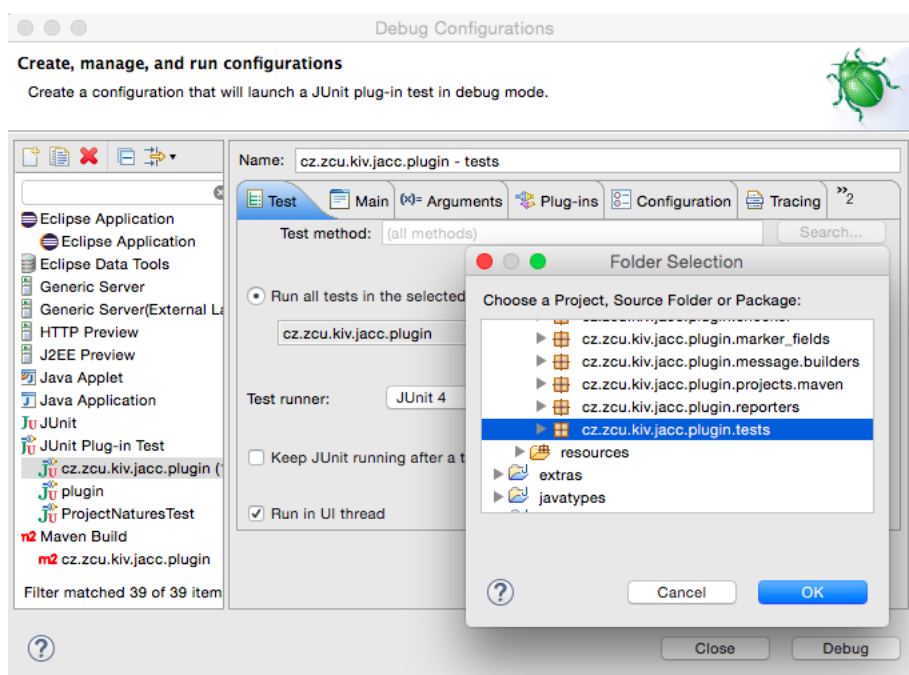 Debug Configurations
Create, manage, and run configurations
Create a configuration that will launch a JUnit plug-in test in debug mode.
Name: cz.zcu.kiv.jacc.plugin - tests
Test Main (x)= Arguments Plug-ins Configuration Tracing »2
Test method: (all methods) Search...
Eclipse Application
Eclipse Application
Eclipse Data Tools
Generic Server
Generic Server(External La
HTTP Preview
J2EE Preview
Java Applet
Java Application
JUnit
JUnit Plug-in Test
cz.zcu.kiv.jacc.plugin (
plugin
ProjectNaturesTest
Maven Build
m2 cz.zcu.kiv.jacc.plugin
Filter matched 39 of 39 item
Run all tests in the selected
cz.zcu.kiv.jacc.plugin
Test runner: JUnit 4
Keep JUnit running after a t
Run in UI thread
Folder Selection
Choose a Project, Source Folder or Package:
cz.zcu.kiv.jacc.plugin.marker_fields
cz.zcu.kiv.jacc.plugin.message.builders
cz.zcu.kiv.jacc.plugin.projects.maven
cz.zcu.kiv.jacc.plugin.reporters
cz.zcu.kiv.jacc.plugin.tests
resources
extras
javatypes
? Cancel OK
? Close Debug